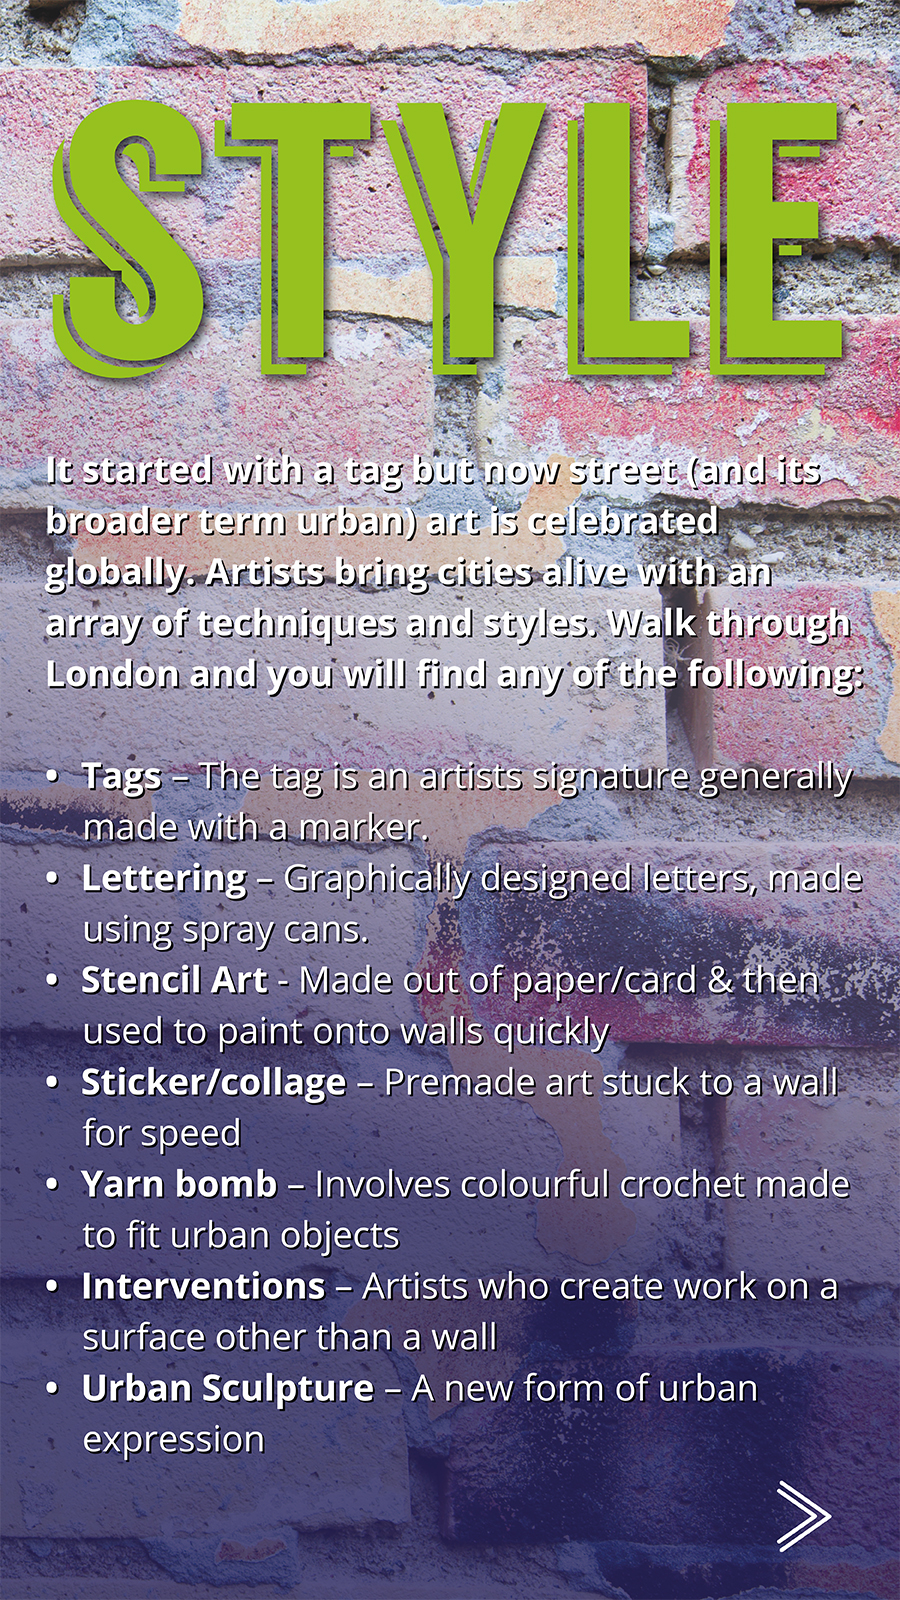 STYLE
It started with a tag but now street (and its
broader term urban) art is celebrated
globally. Artists bring cities alive with an
array of techniques and styles. Walk through
London and you will find any of the following:
• Tags – The tag is an artists signature generally
made with a marker.
• Lettering – Graphically designed letters, made
using spray cans.
• Stencil Art - Made out of paper/card & then
used to paint onto walls quickly
• Sticker/collage – Premade art stuck to a wall
for speed
• Yarn bomb – Involves colourful crochet made
to fit urban objects
• Interventions – Artists who create work on a
surface other than a wall
• Urban Sculpture – A new form of urban
expression